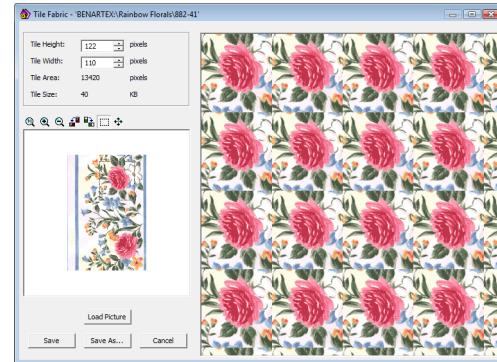 Tile Fabric - 'BENARTEX:\Rainbow Florals\882-41'
Tile Height: 122 pixels
Tile Width: 110 pixels
Tile Area: 13420 pixels
Tile Size: 40 KB
Load Picture
Save Save As... Cancel